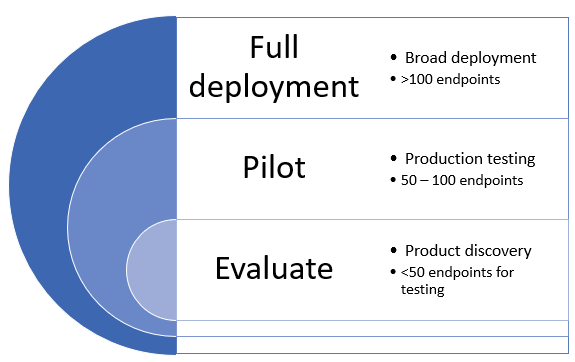 Full
deployment
• Broad deployment
• >100 endpoints
Pilot
• Production testing
• 50 – 100 endpoints
Evaluate
• Product discovery
• <50 endpoints for
testing